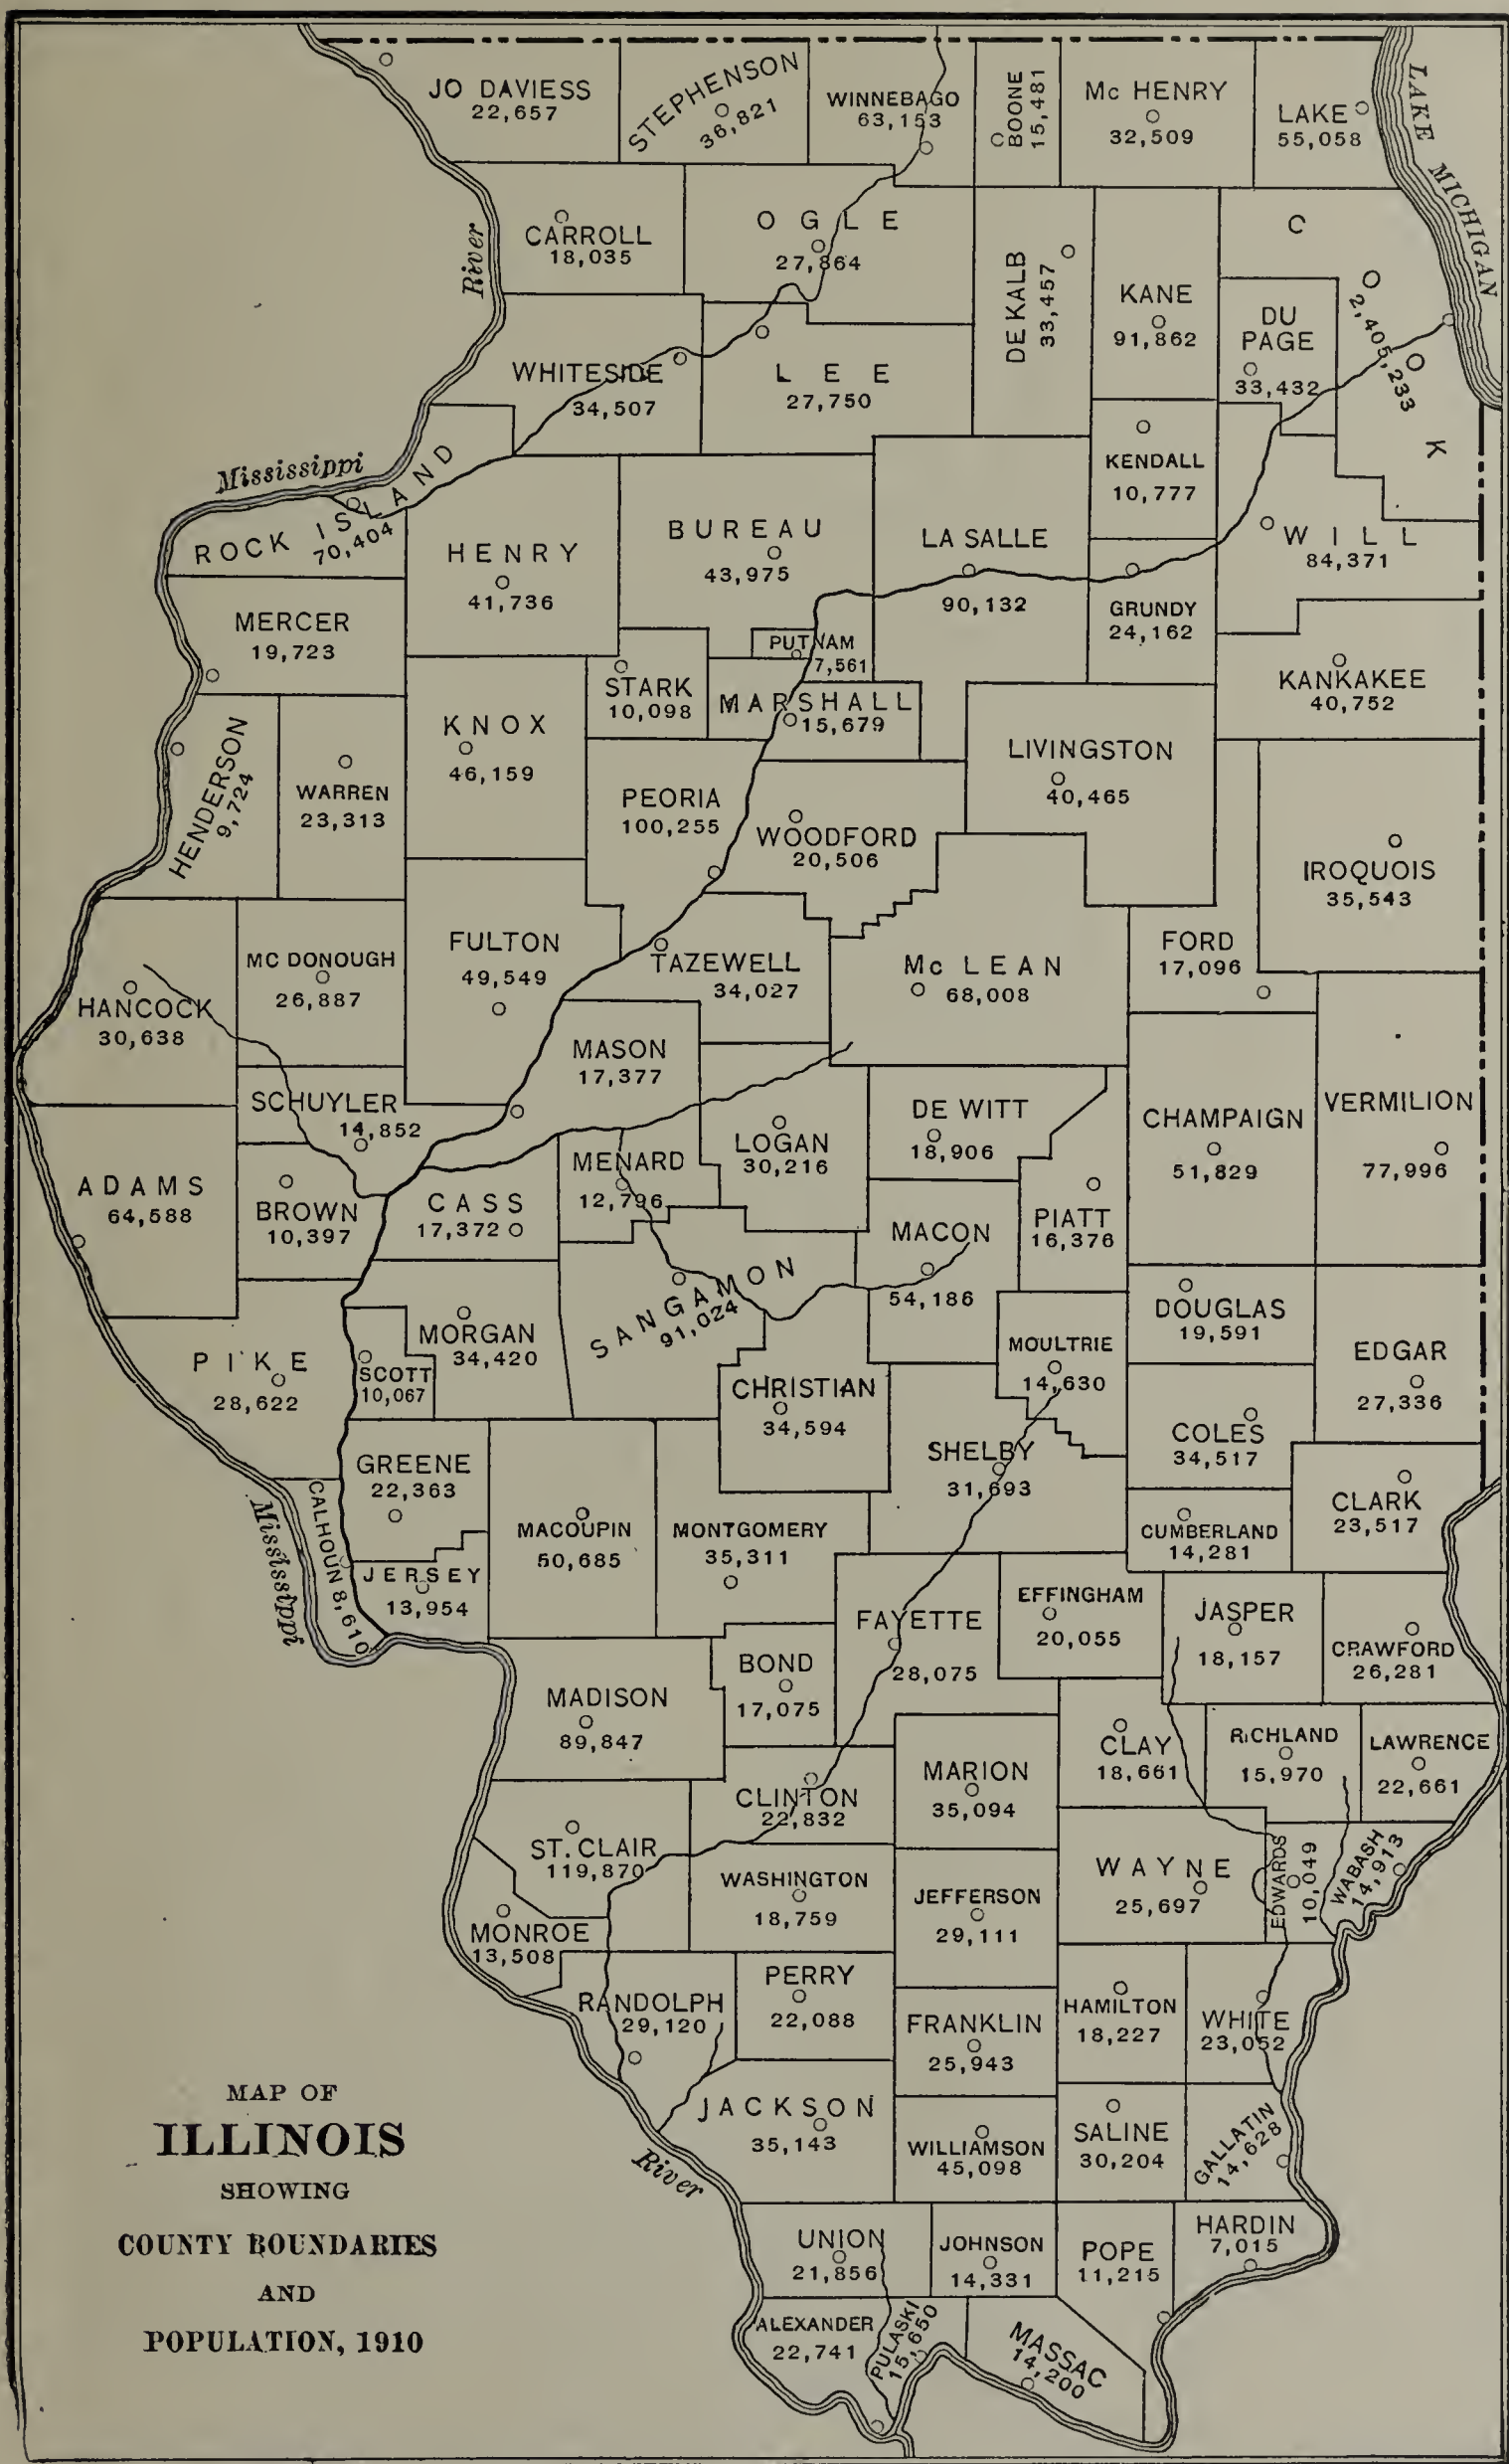 JO DAVIESS
22,657
STEPHENSON
36,821
WINNEBAGO
63,153
BOONE
15,481
Mc HENRY
32,509
LAKE
55,058
LAKE MICHIGAN
River
CARROLL
18,035
OGLE
27,864
DE KALB
33,457
KANE
91,862
COOK
2,405,233
DU
PAGE
33,432
WHITESIDE
34,507
LEE
27,750
KENDALL
10,777
Mississippi
ROCK ISLAND
70,404
HENRY
41,736
BUREAU
43,975
LA SALLE
90,132
WILL
84,371
GRUNDY
24,162
MERCER
19,723
PUTNAM
7,561
STARK
10,098
MARSHALL
15,679
KANKAKEE
40,752
HENDERSON
9,724
WARREN
23,313
KNOX
46,159
PEORIA
100,255
WOODFORD
20,506
LIVINGSTON
40,465
IROQUOIS
35,543
HANCOCK
30,638
MC DONOUGH
26,887
FULTON
49,549
TAZEWELL
34,027
Mc LEAN
68,008
FORD
17,096
MASON
17,377
SCHUYLER
14,852
LOGAN
30,216
DE WITT
18,906
CHAMPAIGN
51,829
VERMILION
77,996
ADAMS
64,588
BROWN
10,397
CASS
17,372
MENARD
12,796
MACON
54,186
PIATT
16,376
SANGAMON
91,024
DOUGLAS
19,591
MORGAN
34,420
MOULTRIE
14,630
EDGAR
27,336
PIKE
28,622
SCOTT
10,067
CHRISTIAN
34,594
COLES
34,517
GREENE
22,363
SHELBY
31,693
CLARK
23,517
Mississippi
CALHOUN 8,610
MACOUPIN
50,685
MONTGOMERY
35,311
CUMBERLAND
14,281
JERSEY
13,954
FAYETTE
28,075
EFFINGHAM
20,055
JASPER
18,157
CRAWFORD
26,281
MADISON
89,847
BOND
17,075
CLAY
18,661
RICHLAND
15,970
LAWRENCE
22,661
MARION
35,094
CLINTON
22,832
ST. CLAIR
119,870
WASHINGTON
18,759
JEFFERSON
29,111
WAYNE
25,697
EDWARDS
10,049
WABASH
14,913
MONROE
13,508
RANDOLPH
29,120
PERRY
22,088
FRANKLIN
25,943
HAMILTON
18,227
WHITE
23,052
JACKSON
35,143
WILLIAMSON
45,098
SALINE
30,204
GALLATIN
14,628
River
UNION
21,856
JOHNSON
14,331
POPE
11,215
HARDIN
7,015
ALEXANDER
22,741
PULASKI
15,650
MASSAC
14,200
MAP OF
ILLINOIS
SHOWING
COUNTY BOUNDARIES
AND
POPULATION, 1910